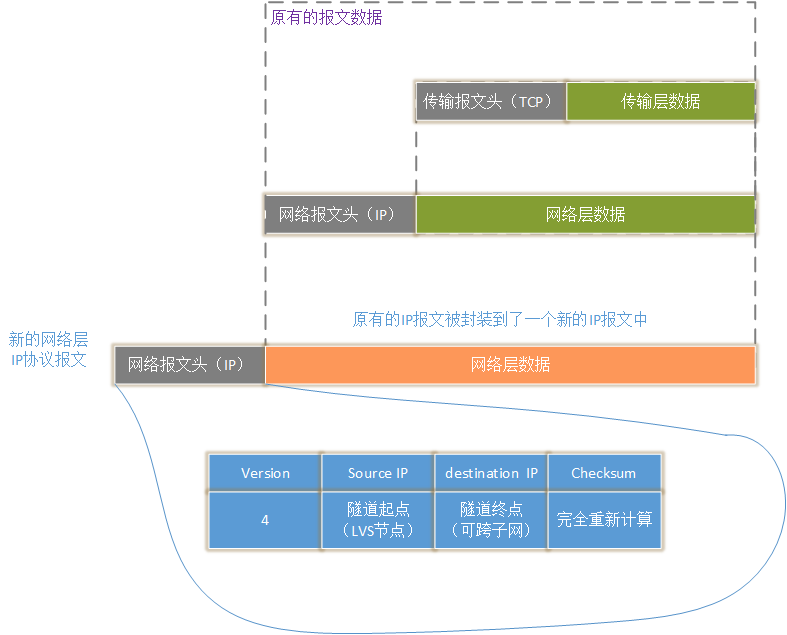 原有的报文数据
传输报文头（TCP） 传输层数据
网络报文头（IP） 网络层数据
原有的IP报文被封装到了一个新的IP报文中
新的网络层
IP协议报文
网络报文头（IP） 网络层数据
Version Source IP destination IP Checksum
4 隧道起点（LVS节点） 隧道终点（可跨子网） 完全重新计算